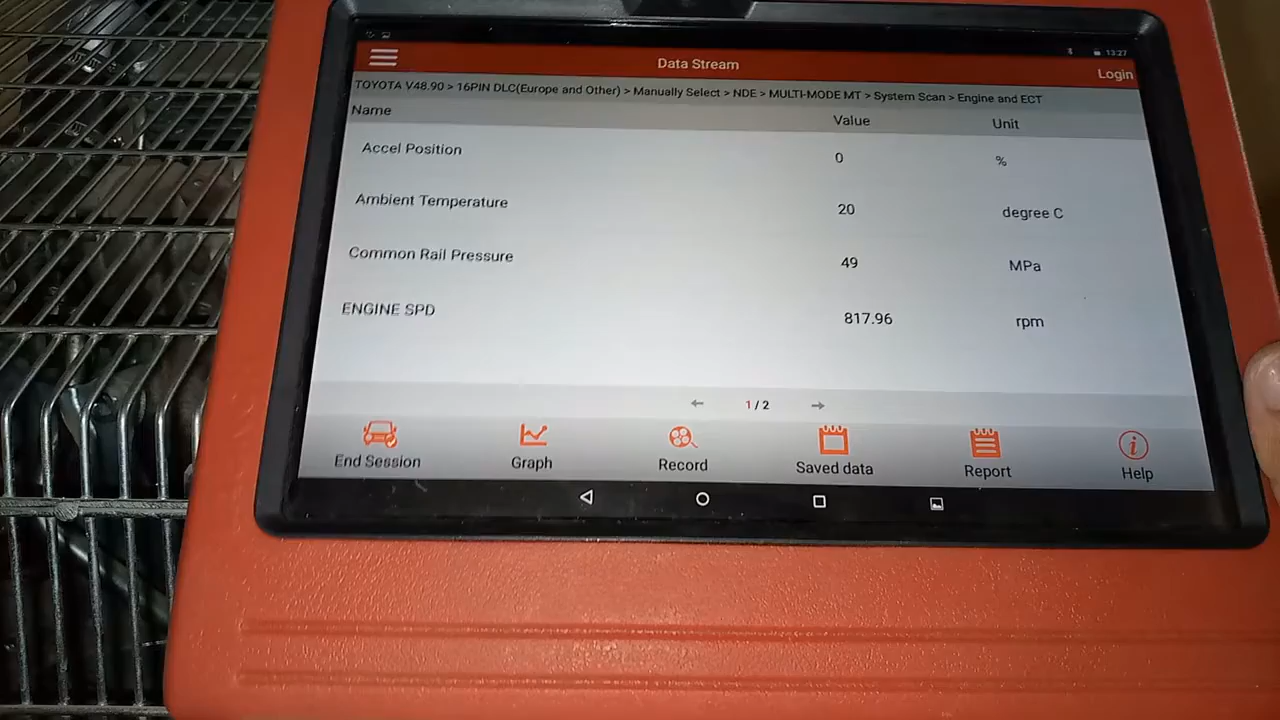 13:27
Data Stream
Login
TOYOTA V48.90 > 16PIN DLC(Europe and Other) > Manually Select > NDE > MULTI-MODE MT > System Scan > Engine and ECT
Name Value Unit
Accel Position 0 %
Ambient Temperature 20 degree C
Common Rail Pressure 49 MPa
ENGINE SPD 817.96 rpm
1 / 2
End Session Graph Record Saved data Report Help